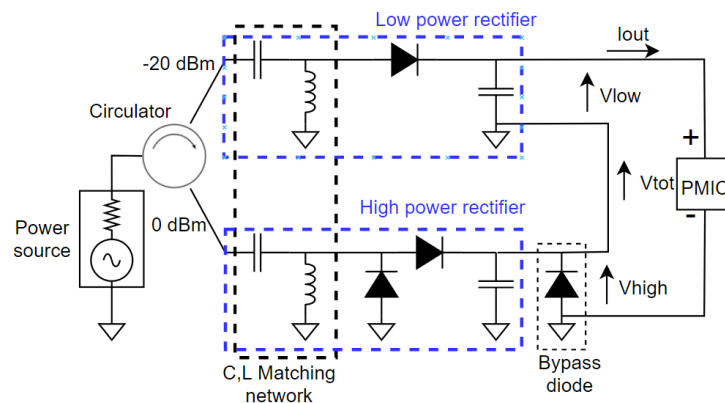 Low power rectifier
Iout
-20 dBm
Vlow
Circulator
+
Vtot
PMIC
-
High power rectifier
0 dBm
Power
source
Vhigh
C,L Matching
network
Bypass
diode